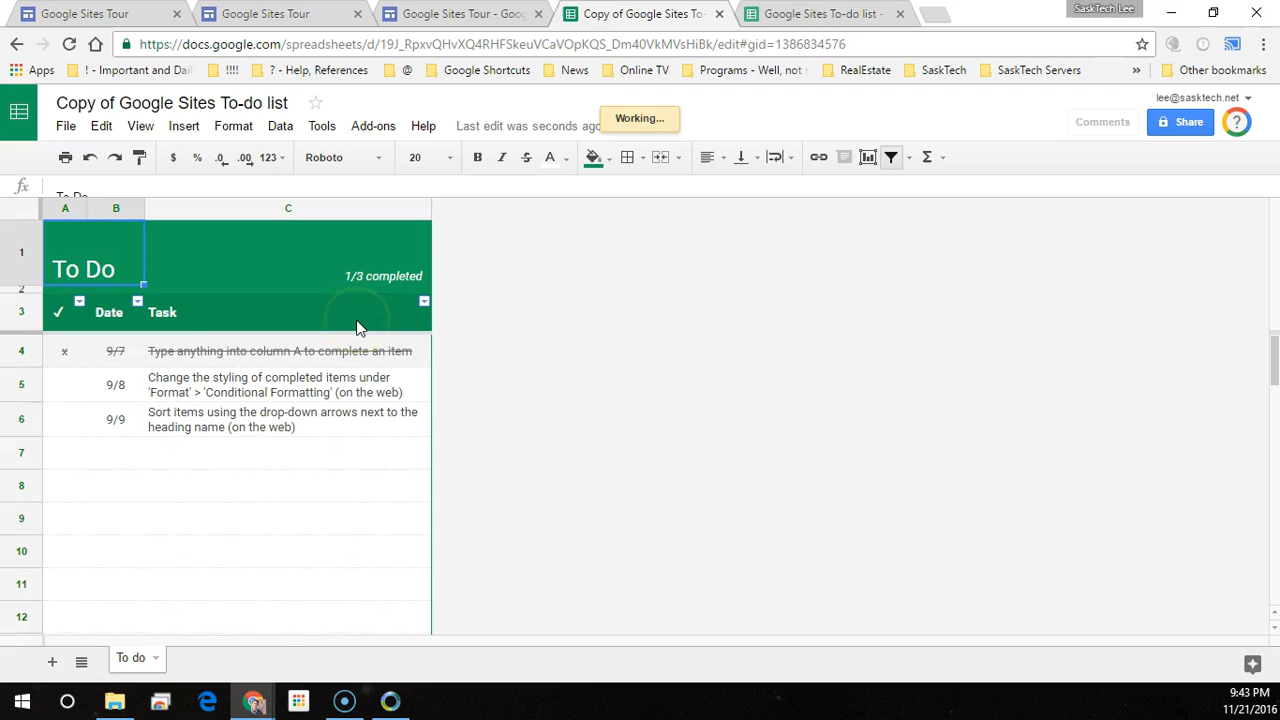 SaskTech Lee
Google Sites Tour
Google Sites Tour
Google Sites Tour - Goo
Copy of Google Sites To-
Google Sites To-do list -
https://docs.google.com/spreadsheets/d/19J_RpxvQHvXQ4RHFSkeuVCaVOpKQS_Dm40VkMVsHiBk/edit#gid=1386834576
Apps ! - Important and Dail !!!! ? - Help, References @ Google Shortcuts News Online TV Programs - Well, not RealEstate SaskTech SaskTech Servers » Other bookmarks
Copy of Google Sites To-do list
lee@sasktech.net
Working...
File Edit View Insert Format Data Tools Add-ons Help Last edit was seconds ago
Comments Share ?
$ % .0 .00 123 Roboto 20 B I S A Σ
fx To Do
A B C
1 To Do 1/3 completed
2
3 ✓ Date Task
4 x 9/7 Type anything into column A to complete an item
5 9/8 Change the styling of completed items under
'Format' > 'Conditional Formatting' (on the web)
6 9/9 Sort items using the drop-down arrows next to the
heading name (on the web)
7
8
9
10
11
12
To do
9:43 PM
11/21/2016